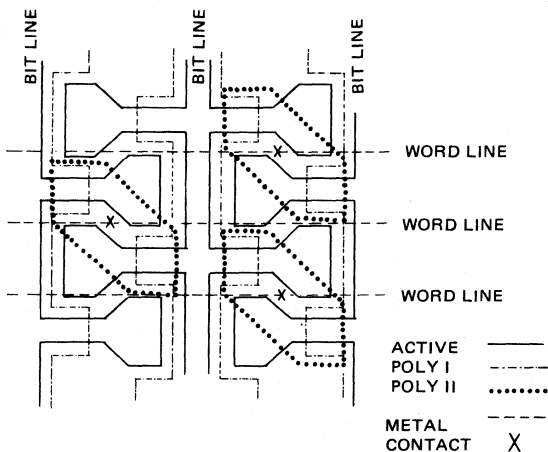 BIT LINE
BIT LINE
BIT LINE
WORD LINE
WORD LINE
WORD LINE
ACTIVE
POLY I
POLY II
METAL
CONTACT X